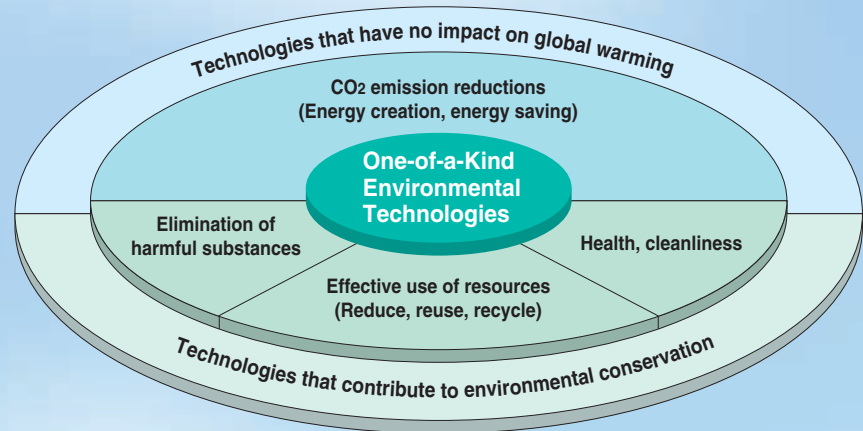 Technologies that have no impact on global warming
CO2 emission reductions
(Energy creation, energy saving)
One-of-a-Kind
Environmental
Technologies
Elimination of
harmful substances
Health, cleanliness
Effective use of resources
(Reduce, reuse, recycle)
Technologies that contribute to environmental conservation